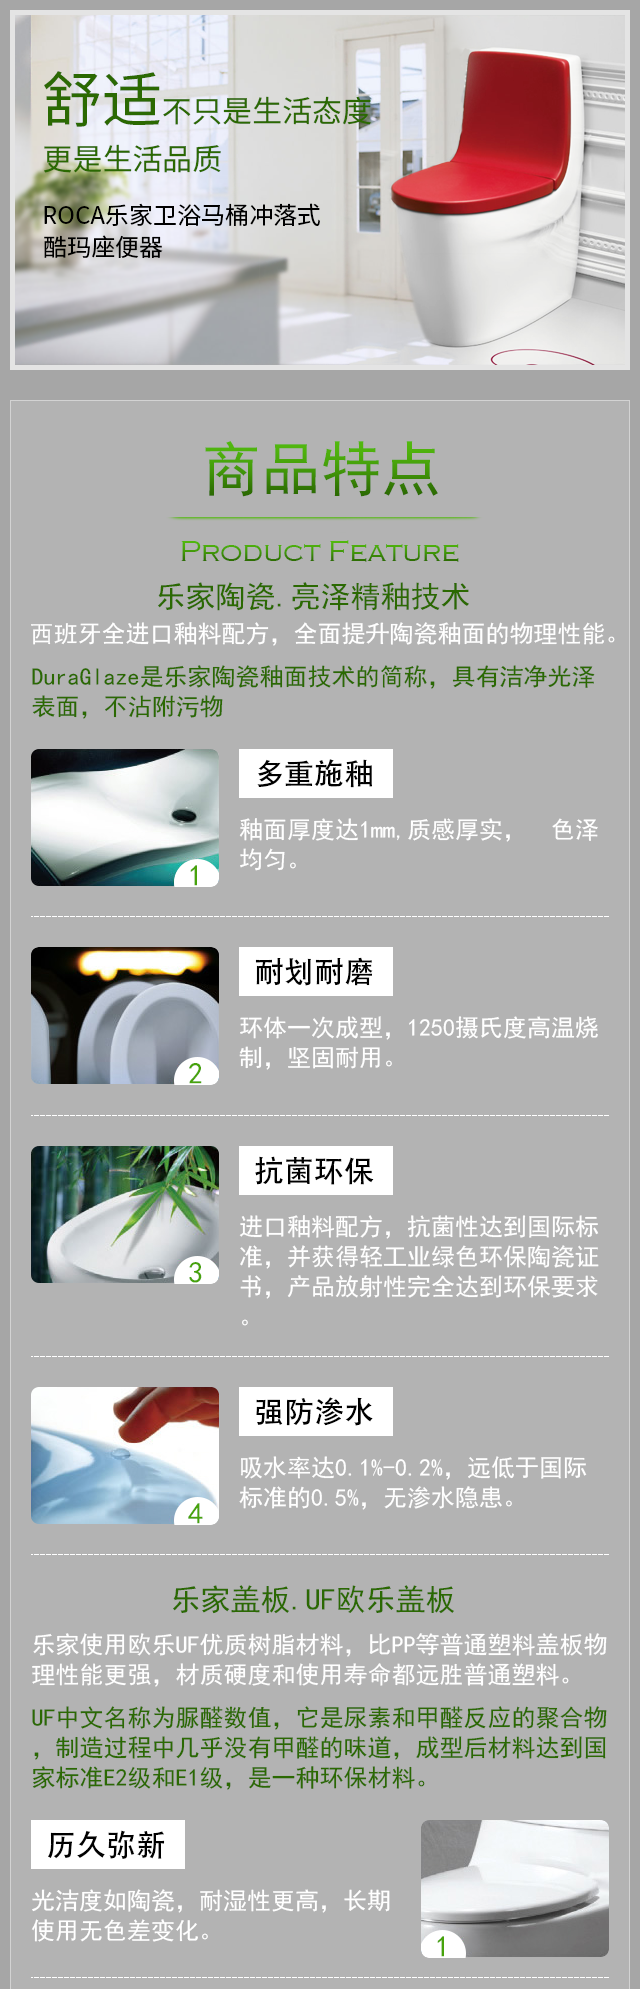 舒适不只是生活态度
更是生活品质
ROCA乐家卫浴马桶冲落式
酷玛座便器
商品特点
PRODUCT FEATURE
乐家陶瓷.亮泽精釉技术
西班牙全进口釉料配方，全面提升陶瓷釉面的物理性能。
DuraGlaze是乐家陶瓷釉面技术的简称，具有洁净光泽
表面，不沾附污物
多重施釉
釉面厚度达1mm,质感厚实，　色泽
均匀。
1
耐划耐磨
环体一次成型，1250摄氏度高温烧
制，坚固耐用。
2
抗菌环保
进口釉料配方，抗菌性达到国际标
准，并获得轻工业绿色环保陶瓷证
书，产品放射性完全达到环保要求
。
3
强防渗水
吸水率达0.1%-0.2%，远低于国际
标准的0.5%，无渗水隐患。
4
乐家盖板.UF欧乐盖板
乐家使用欧乐UF优质树脂材料，比PP等普通塑料盖板物
理性能更强，材质硬度和使用寿命都远胜普通塑料。
UF中文名称为脲醛数值，它是尿素和甲醛反应的聚合物
，制造过程中几乎没有甲醛的味道，成型后材料达到国
家标准E2级和E1级，是一种环保材料。
历久弥新
光洁度如陶瓷，耐湿性更高，长期
使用无色差变化。
1